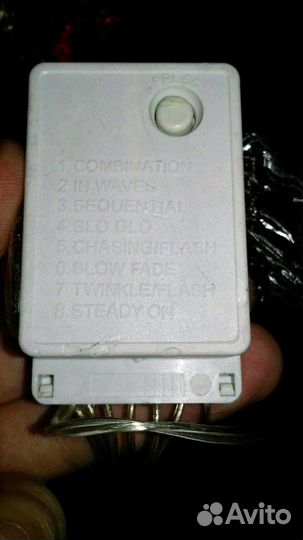 PRESS
1.COMBINATION
2.IN WAVES
3.SEQUENTIAL
4.SLO GLO
5.CHASING/FLASH
6.SLOW FADE
7.TWINKLE/FLASH
8.STEADY ON
Avito